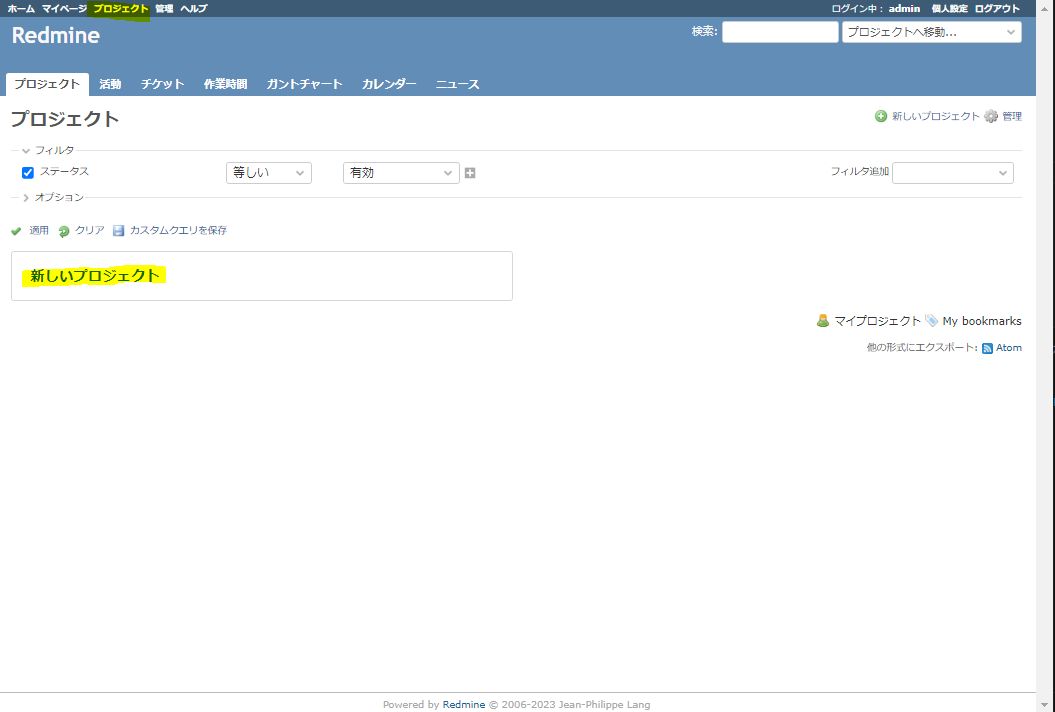 ホーム マイページ プロジェクト 管理 ヘルプ ログイン中: admin 個人設定 ログアウト
Redmine 検索: プロジェクトへ移動...
プロジェクト 活動 チケット 作業時間 ガントチャート カレンダー ニュース
プロジェクト 新しいプロジェクト 管理
フィルタ
ステータス 等しい 有効 フィルタ追加
オプション
適用 クリア カスタムクエリを保存
新しいプロジェクト
マイプロジェクト My bookmarks
他の形式にエクスポート: Atom
Powered by Redmine © 2006-2023 Jean-Philippe Lang